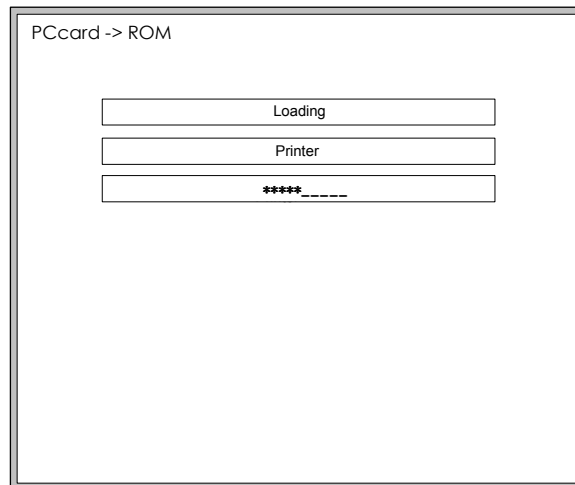 PCcard -> ROM
Loading
Printer
*****_____